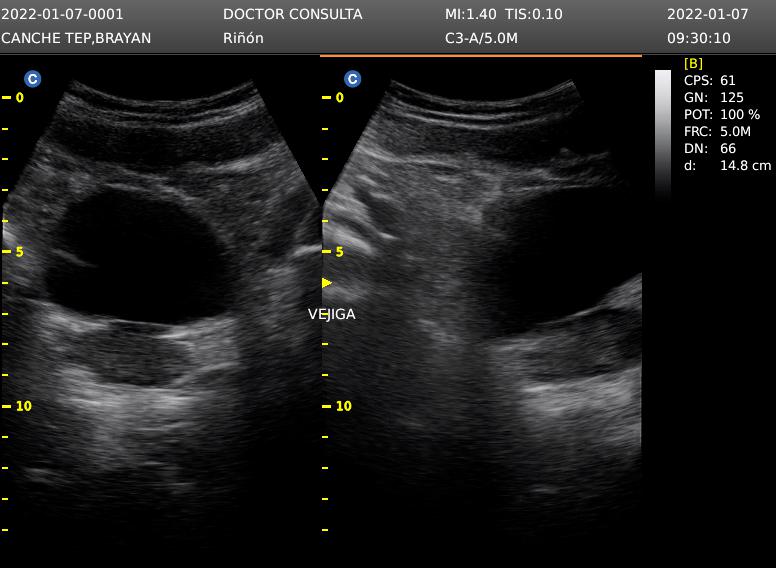 2022-01-07-0001 DOCTOR CONSULTA MI:1.40 TIS:0.10 2022-01-07
CANCHE TEP,BRAYAN Riñón C3-A/5.0M 09:30:10
[B]
CPS: 61
GN: 125
POT: 100 %
FRC: 5.0M
DN: 66
d: 14.8 cm
C C
0 0
5 5
VEJIGA
10 10